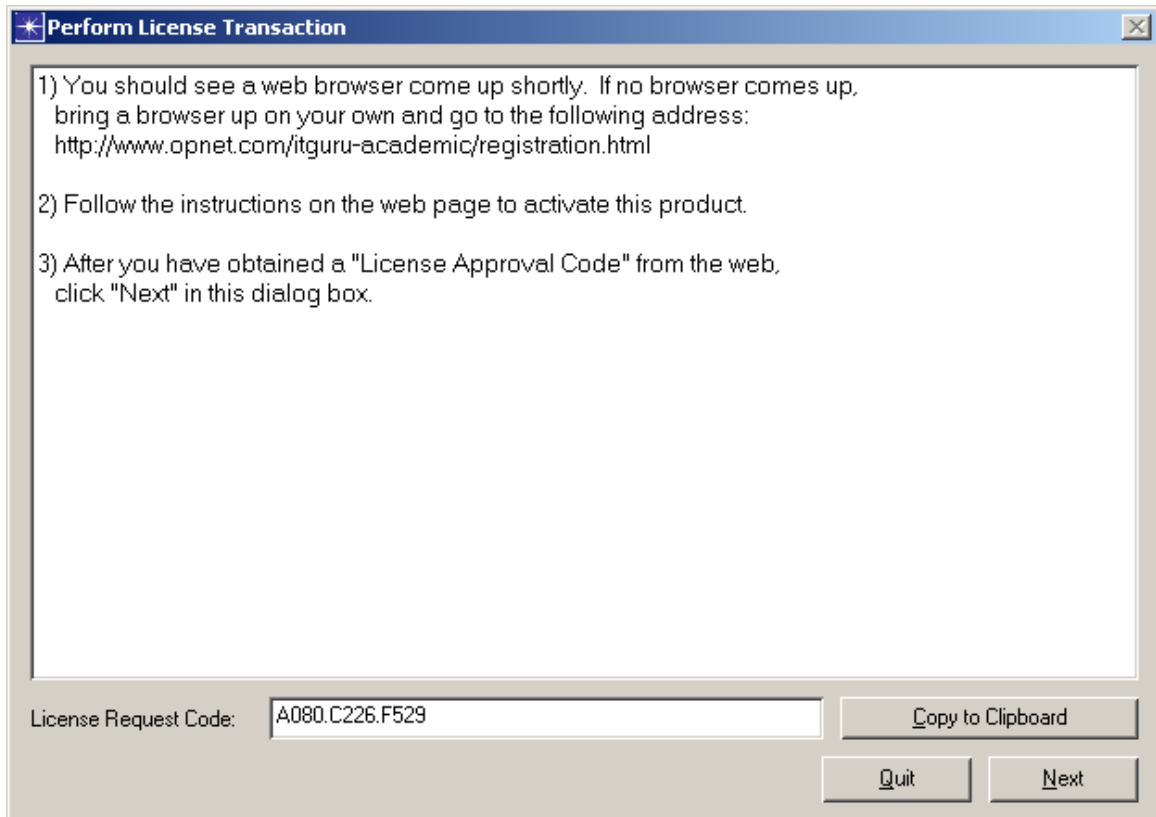 Perform License Transaction
1) You should see a web browser come up shortly.  If no browser comes up,
bring a browser up on your own and go to the following address:
http://www.opnet.com/itguru-academic/registration.html
2) Follow the instructions on the web page to activate this product.
3) After you have obtained a "License Approval Code" from the web,
click "Next" in this dialog box.
License Request Code: A080.C226.F529 Copy to Clipboard
Quit Next